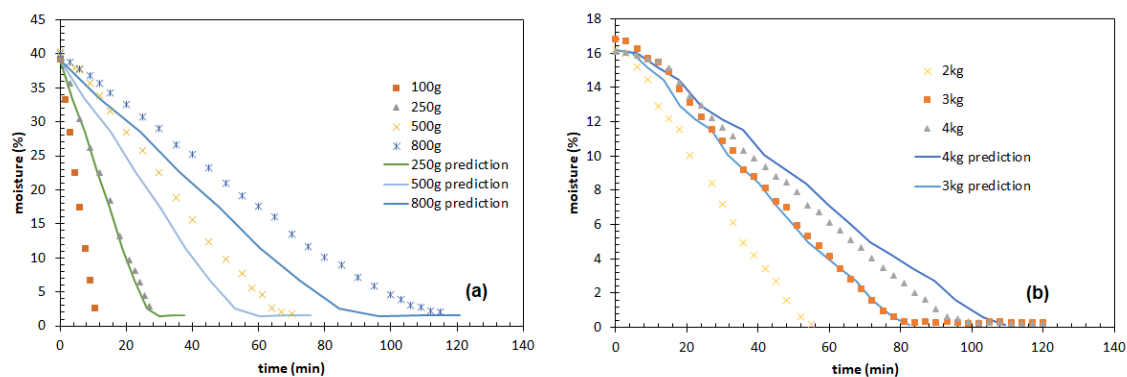 45
40
35
30
25
20
15
10
5
0
moisture (%)
0 20 40 60 80 100 120 140
time (min)
100g
250g
500g
800g
250g prediction
500g prediction
800g prediction
(a)
18
16
14
12
10
8
6
4
2
0
moisture (%)
0 20 40 60 80 100 120 140
time (min)
2kg
3kg
4kg
4kg prediction
3kg prediction
(b)